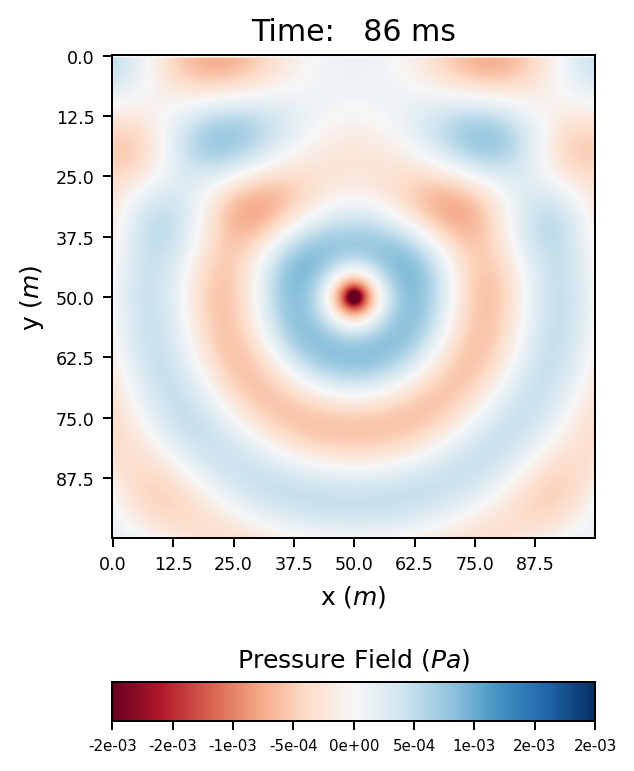 Time:   86 ms
0.0
12.5
25.0
37.5
50.0
62.5
75.0
87.5
y (m)
0.0 12.5 25.0 37.5 50.0 62.5 75.0 87.5
x (m)
Pressure Field (Pa)
-2e-03 -2e-03 -1e-03 -5e-04 0e+00 5e-04 1e-03 2e-03 2e-03